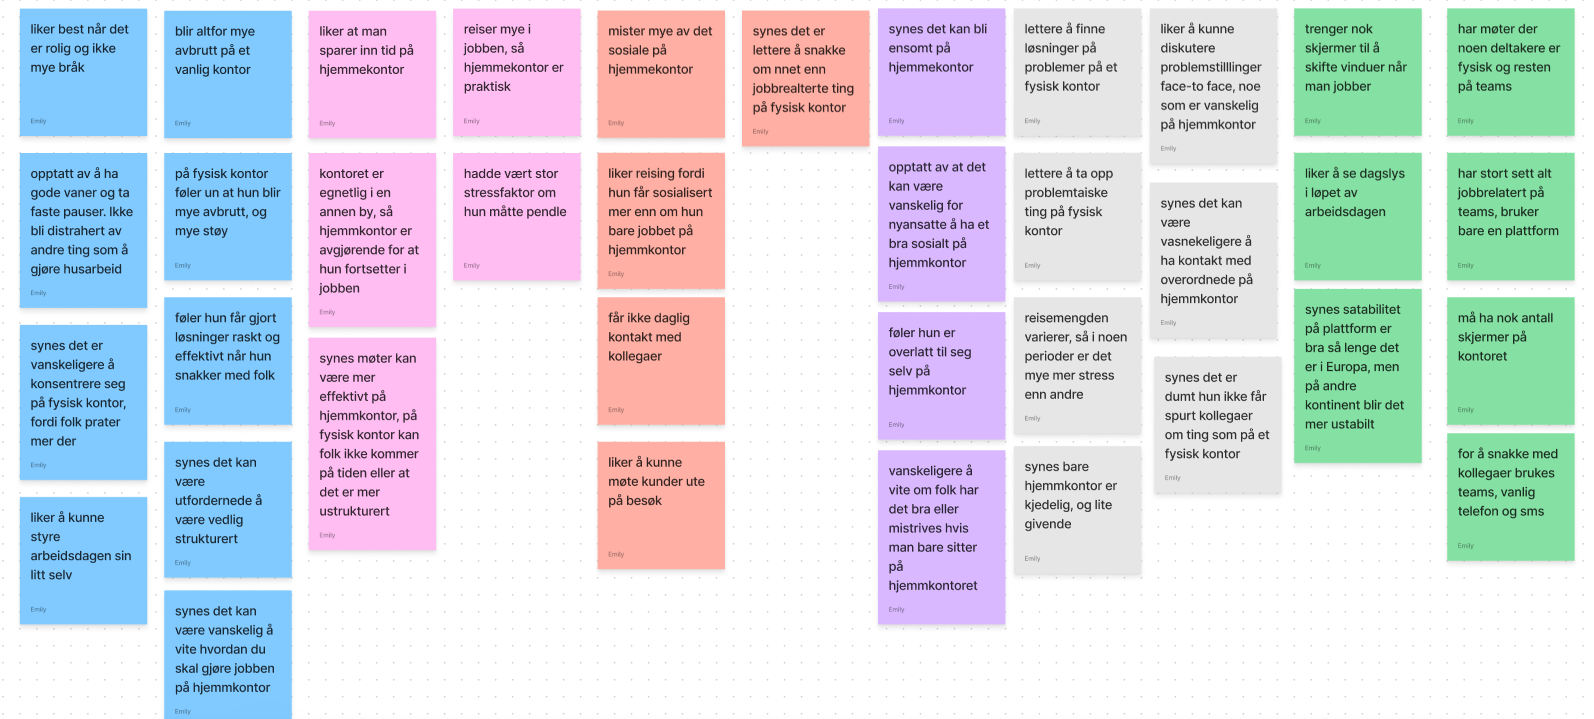 liker best når det
er rolig og ikke
mye bråk
Emily
opptatt av å ha
gode vaner og ta
faste pauser. Ikke
bli distrahert av
andre ting som å
gjøre husarbeid
Emily
synes det er
vanskeligere å
konsentrere seg
på fysisk kontor,
fordi folk prater
mer der
Emily
liker å kunne
styre
arbeidsdagen sin
litt selv
Emily
blir altfor mye
avbrutt på et
vanlig kontor
Emily
på fysisk kontor
føler un at hun blir
mye avbrutt, og
mye støy
Emily
føler hun får gjort
løsninger raskt og
effektivt når hun
snakker med folk
Emily
synes det kan
være
utfordernede å
være vedlig
strukturert
Emily
synes det kan
være vanskelig å
vite hvordan du
skal gjøre jobben
på hjemmkontor
Emily
liker at man
sparer inn tid på
hjemmekontor
Emily
kontoret er
egnetlig i en
annen by, så
hjemmkontor er
avgjørende for at
hun fortsetter i
jobben
Emily
synes møter kan
være mer
effektivt på
hjemmkontor, på
fysisk kontor kan
folk ikke kommer
på tiden eller at
det er mer
ustrukturert
Emily
reiser mye i
jobben, så
hjemmekontor er
praktisk
Emily
hadde vært stor
stressfaktor om
hun måtte pendle
Emily
mister mye av det
sosiale på
hjemmekontor
Emily
liker reising fordi
hun får sosialisert
mer enn om hun
bare jobbet på
hjemmkontor
Emily
får ikke daglig
kontakt med
kollegaer
Emily
liker å kunne
møte kunder ute
på besøk
Emily
synes det er
lettere å snakke
om nnet enn
jobbrealterte ting
på fysisk kontor
Emily
synes det kan bli
ensomt på
hjemmekontor
Emily
opptatt av at det
kan være
vanskelig for
nyansatte å ha et
bra sosialt på
hjemmkontor
Emily
føler hun er
overlatt til seg
selv på
hjemmkontor
Emily
vanskeligere å
vite om folk har
det bra eller
mistrives hvis
man bare sitter
på
hjemmkontoret
Emily
lettere å finne
løsninger på
problemer på et
fysisk kontor
Emily
lettere å ta opp
problemtaiske
ting på fysisk
kontor
Emily
reisemengden
varierer, så i noen
perioder er det
mye mer stress
enn andre
Emily
synes bare
hjemmkontor er
kjedelig, og lite
givende
Emily
liker å kunne
diskutere
problemstilllinger
face-to face, noe
som er vanskelig
på hjemmkontor
Emily
synes det kan
være
vasnekeligere å
ha kontakt med
overordnede på
hjemmkontor
Emily
synes det er
dumt hun ikke får
spurt kollegaer
om ting som på et
fysisk kontor
Emily
trenger nok
skjermer til å
skifte vinduer når
man jobber
Emily
liker å se dagslys
i løpet av
arbeidsdagen
Emily
synes satabilitet
på plattform er
bra så lenge det
er i Europa, men
på andre
kontinent blir det
mer ustabilt
Emily
har møter der
noen deltakere er
fysisk og resten
på teams
Emily
har stort sett alt
jobbrelatert på
teams, bruker
bare en plattform
Emily
må ha nok antall
skjermer på
kontoret
Emily
for å snakke med
kollegaer brukes
teams, vanlig
telefon og sms
Emily